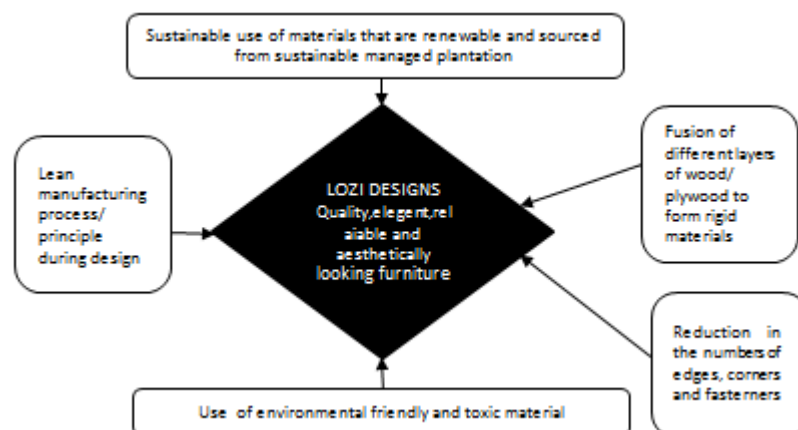 Sustainable use of materials that are renewable and sourced
from sustainable managed plantation
Lean
manufacturing
process/
principle
during design
LOZI DESIGNS
Quality,elegent,rel
aiable and
aesthetically
looking furniture
Fusion of
different layers
of wood/
plywood to
form rigid
materials
Reduction in
the numbers of
edges, corners
and fasterners
Use of environmental friendly and toxic material